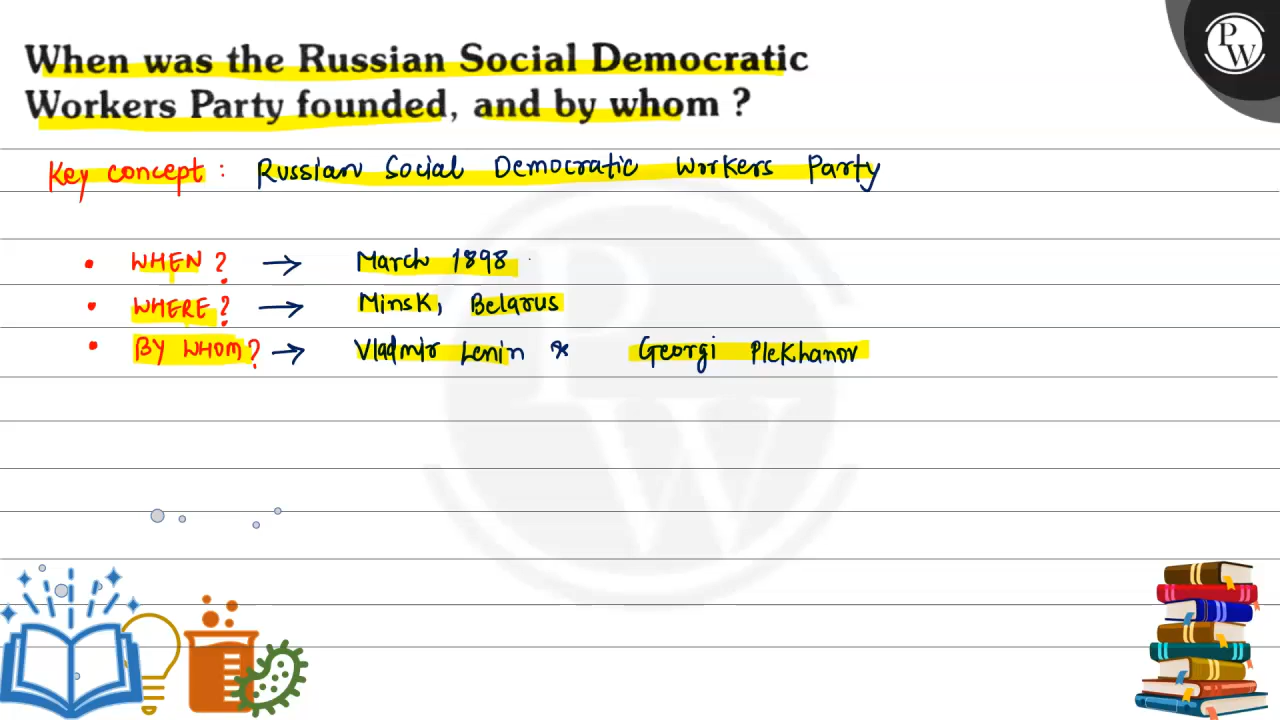 When was the Russian Social Democratic
Workers Party founded, and by whom ?
PW
Key concept : Russian Social Democratic Workers Party
• WHEN ? → March 1898
• WHERE ? → Minsk, Belarus
• BY WHOM ? → Vladmir Lenin & Georgi Plekhanov
PW